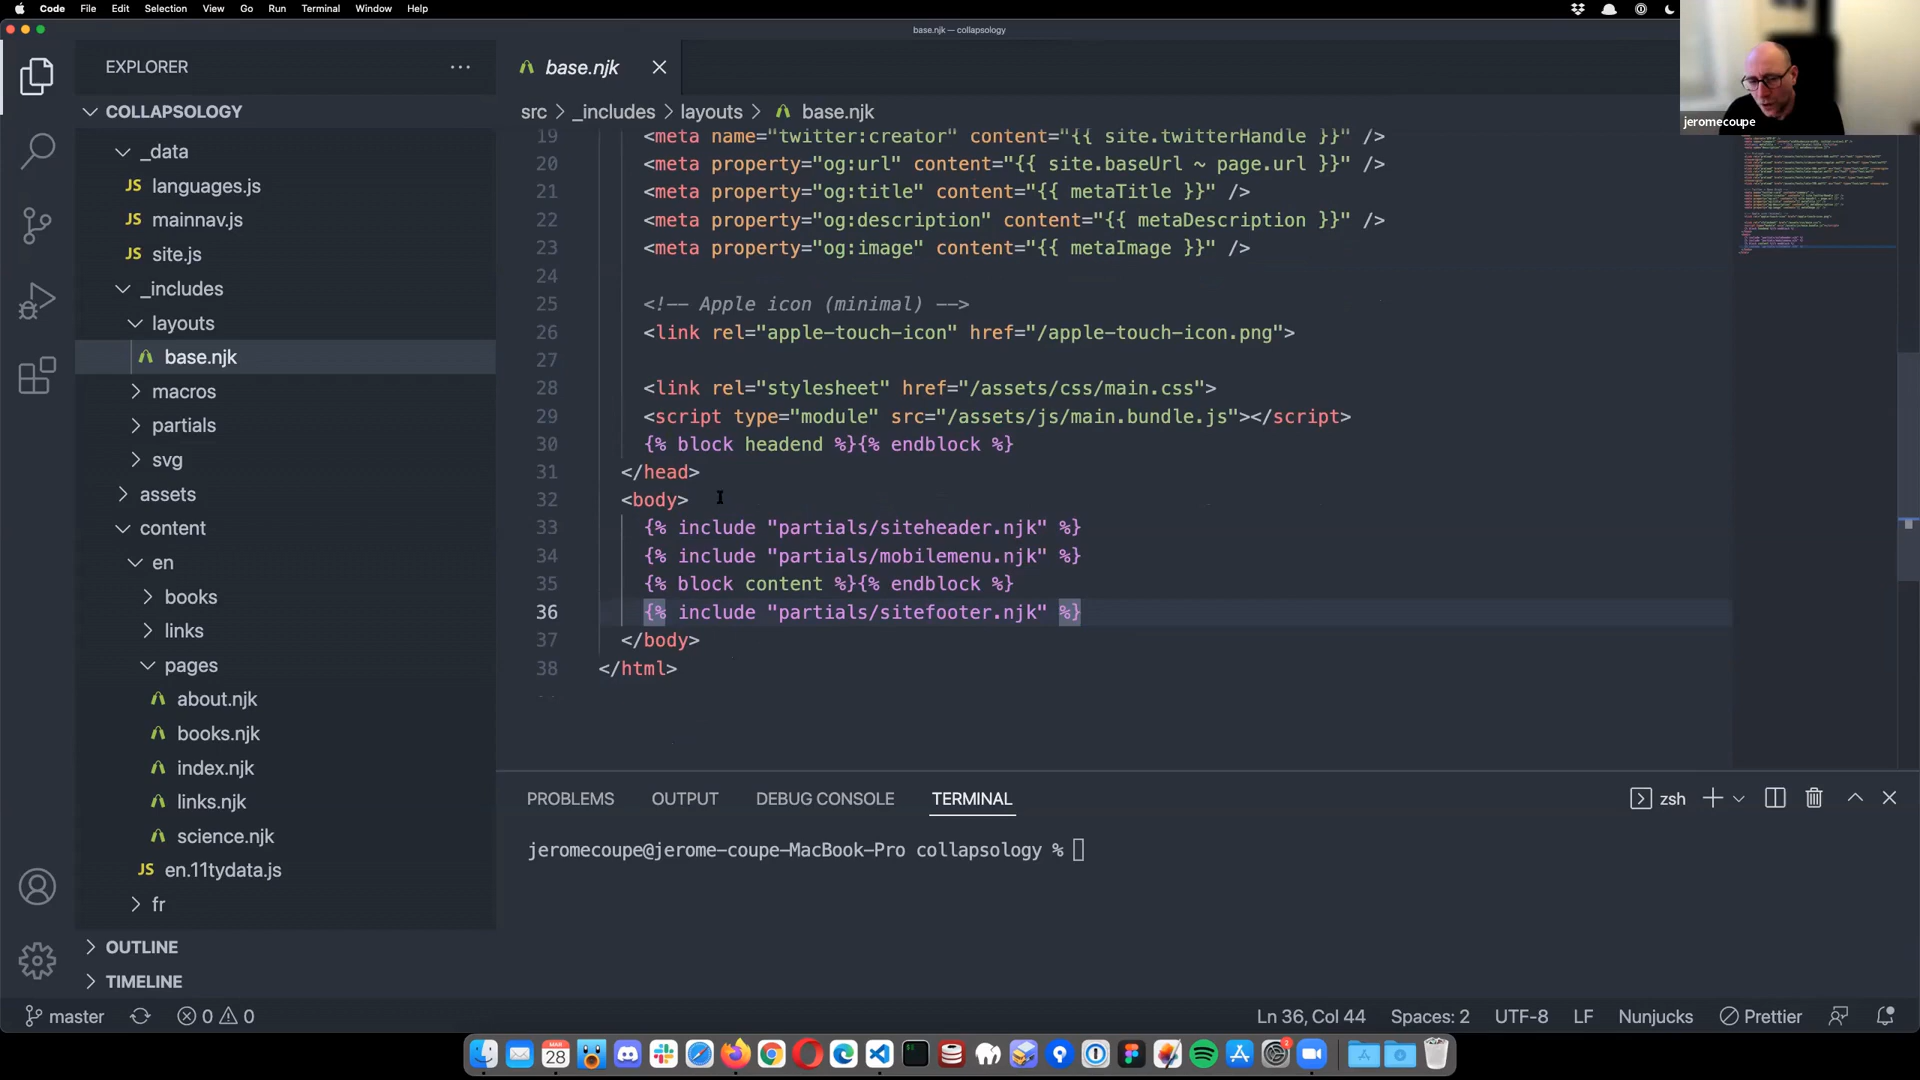 Code File Edit Selection View Go Run Terminal Window Help
base.njk — collapsology
jeromecoupe
EXPLORER
COLLAPSOLOGY
_data
languages.js
mainnav.js
site.js
_includes
layouts
base.njk
macros
partials
svg
assets
content
en
books
links
pages
about.njk
books.njk
index.njk
links.njk
science.njk
en.11tydata.js
fr
OUTLINE
TIMELINE
base.njk
src > _includes > layouts > base.njk
19 <meta name="twitter:creator" content="{{ site.twitterHandle }}" />
20 <meta property="og:url" content="{{ site.baseUrl ~ page.url }}" />
21 <meta property="og:title" content="{{ metaTitle }}" />
22 <meta property="og:description" content="{{ metaDescription }}" />
23 <meta property="og:image" content="{{ metaImage }}" />
24
25 <!-- Apple icon (minimal) -->
26 <link rel="apple-touch-icon" href="/apple-touch-icon.png">
27
28 <link rel="stylesheet" href="/assets/css/main.css">
29 <script type="module" src="/assets/js/main.bundle.js"></script>
30 {% block headend %}{% endblock %}
31 </head>
32 <body>
33 {% include "partials/siteheader.njk" %}
34 {% include "partials/mobilemenu.njk" %}
35 {% block content %}{% endblock %}
36 {% include "partials/sitefooter.njk" %}
37 </body>
38 </html>
PROBLEMS OUTPUT DEBUG CONSOLE TERMINAL
zsh
jeromecoupe@jerome-coupe-MacBook-Pro collapsology %
master 0 0
Ln 36, Col 44 Spaces: 2 UTF-8 LF Nunjucks Prettier
28